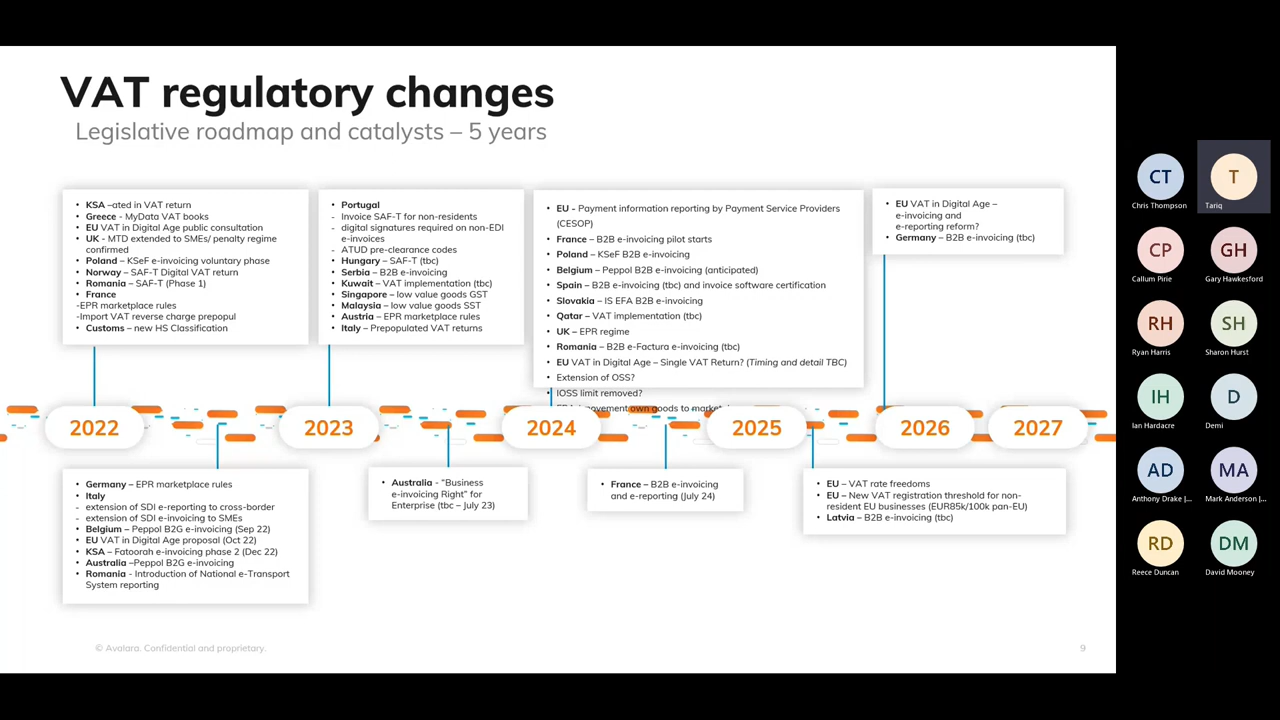 VAT regulatory changes
Legislative roadmap and catalysts – 5 years
• KSA –ated in VAT return
• Greece - MyData VAT books
• EU VAT in Digital Age public consultation
• UK - MTD extended to SMEs/ penalty regime
confirmed
• Poland – KSeF e-invoicing voluntary phase
• Norway – SAF-T Digital VAT return
• Romania – SAF-T (Phase 1)
• France
-EPR marketplace rules
-Import VAT reverse charge prepopul
• Customs – new HS Classification
• Portugal
- Invoice SAF-T for non-residents
- digital signatures required on non-EDI
e-invoices
- ATUD pre-clearance codes
• Hungary – SAF-T (tbc)
• Serbia – B2B e-invoicing
• Kuwait – VAT implementation (tbc)
• Singapore – low value goods GST
• Malaysia – low value goods SST
• Austria – EPR marketplace rules
• Italy – Prepopulated VAT returns
• EU - Payment information reporting by Payment Service Providers
(CESOP)
• France – B2B e-invoicing pilot starts
• Poland – KSeF B2B e-invoicing
• Belgium – Peppol B2B e-invoicing (anticipated)
• Spain – B2B e-invoicing (tbc) and invoice software certification
• Slovakia – IS EFA B2B e-invoicing
• Qatar – VAT implementation (tbc)
• UK – EPR regime
• Romania – B2B e-Factura e-invoicing (tbc)
• EU VAT in Digital Age – Single VAT Return? (Timing and detail TBC)
• Extension of OSS?
• IOSS limit removed?
movement own goods to
• EU VAT in Digital Age –
e-invoicing and
e-reporting reform?
• Germany – B2B e-invoicing (tbc)
2022
2023
2024
2025
2026
2027
• Germany – EPR marketplace rules
• Italy
- extension of SDI e-reporting to cross-border
- extension of SDI e-invoicing to SMEs
• Belgium – Peppol B2G e-invoicing (Sep 22)
• EU VAT in Digital Age proposal (Oct 22)
• KSA – Fatoorah e-invoicing phase 2 (Dec 22)
• Australia –Peppol B2G e-invoicing
• Romania - Introduction of National e-Transport
System reporting
• Australia - “Business
e-invoicing Right” for
Enterprise (tbc – July 23)
• France – B2B e-invoicing
and e-reporting (July 24)
• EU – VAT rate freedoms
• EU – New VAT registration threshold for non-
resident EU businesses (EUR85k/100k pan-EU)
• Latvia – B2B e-invoicing (tbc)
© Avalara. Confidential and proprietary.
9
CT
Chris Thompson
T
Tariq
CP
Callum Pirie
GH
Gary Hawkesford
RH
Ryan Harris
SH
Sharon Hurst
IH
Ian Hardacre
D
Demi
AD
Anthony Drake |...
MA
Mark Anderson |...
RD
Reece Duncan
DM
David Mooney